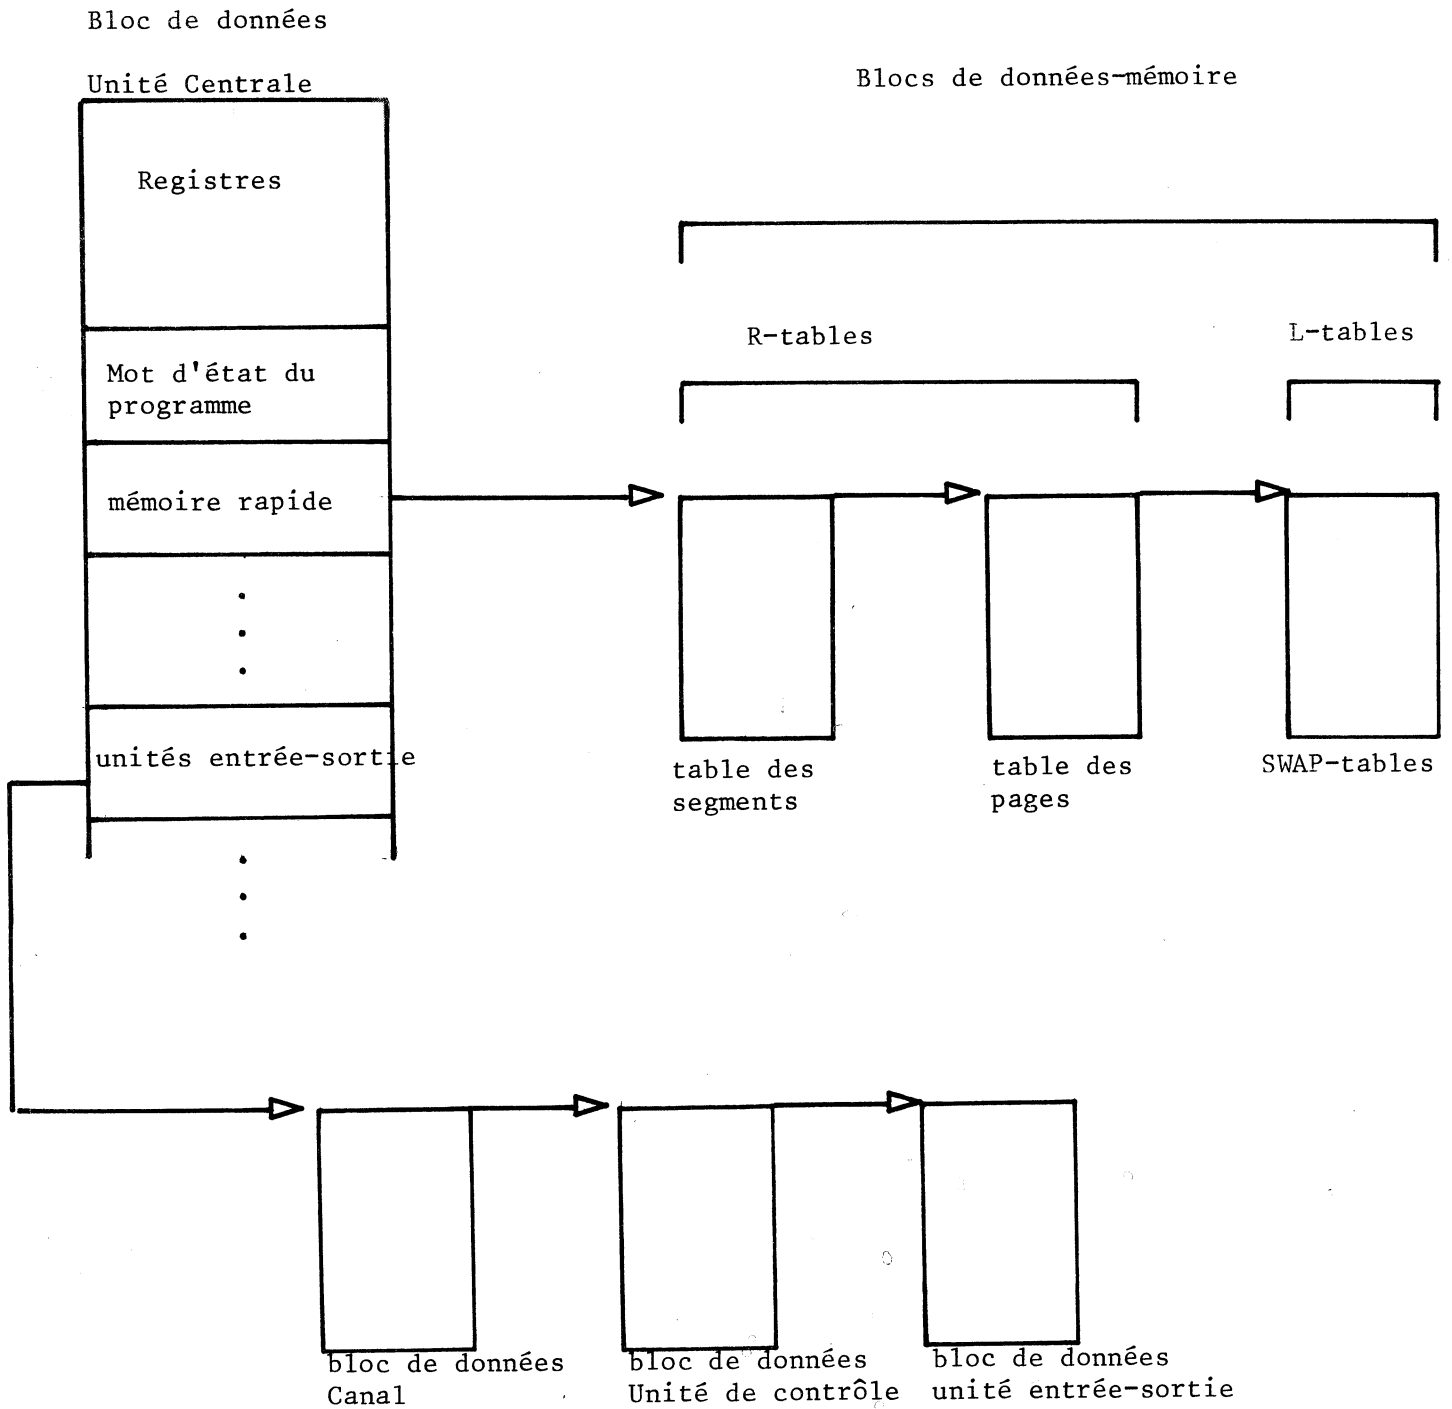 Bloc de données
Unité Centrale
Blocs de données-mémoire
Registres
R-tables
L-tables
Mot d'état du
programme
mémoire rapide
unités entrée-sortie
table des
segments
table des
pages
SWAP-tables
bloc de données
Canal
bloc de données
Unité de contrôle
bloc de données
unité entrée-sortie